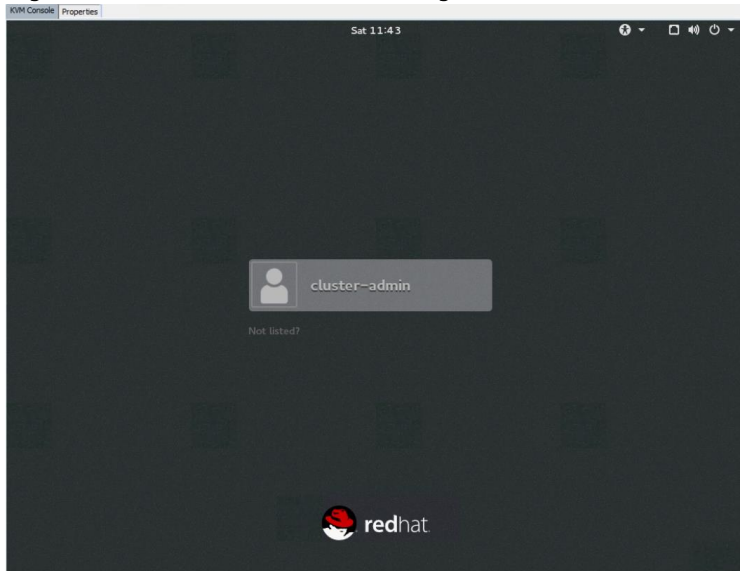 KVM Console Properties
Sat 11:43
cluster-admin
Not listed?
redhat.